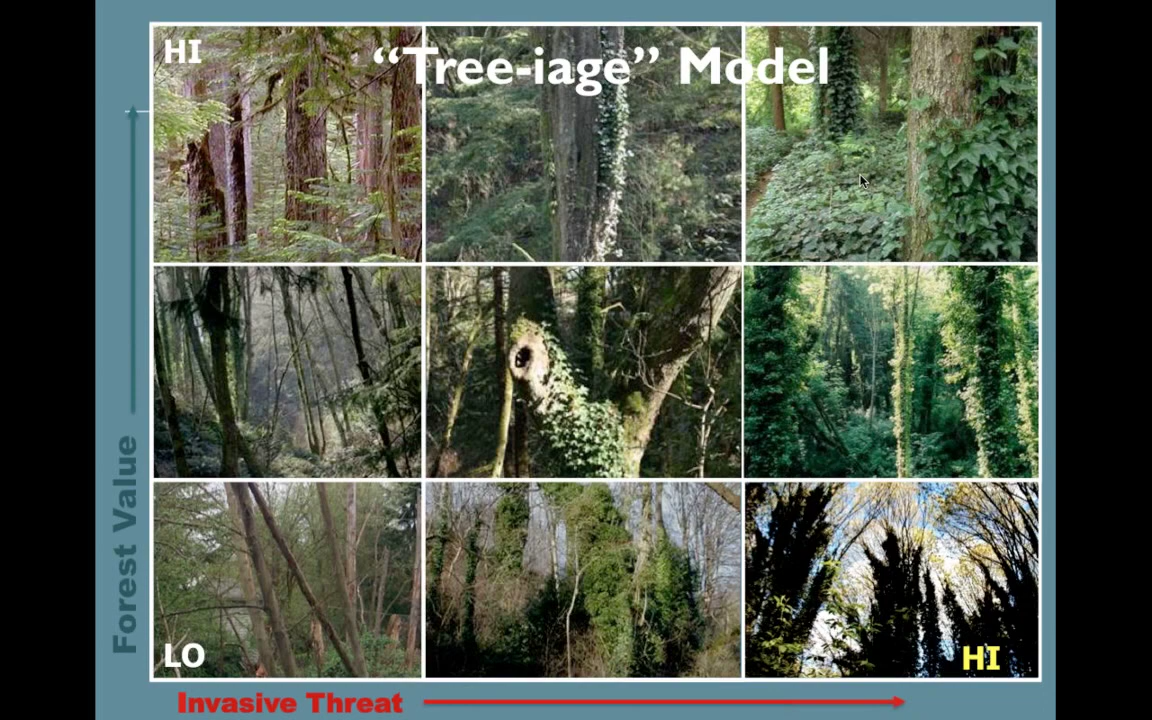 HI
“Tree-iage” Model
Forest Value
LO
HI
Invasive Threat